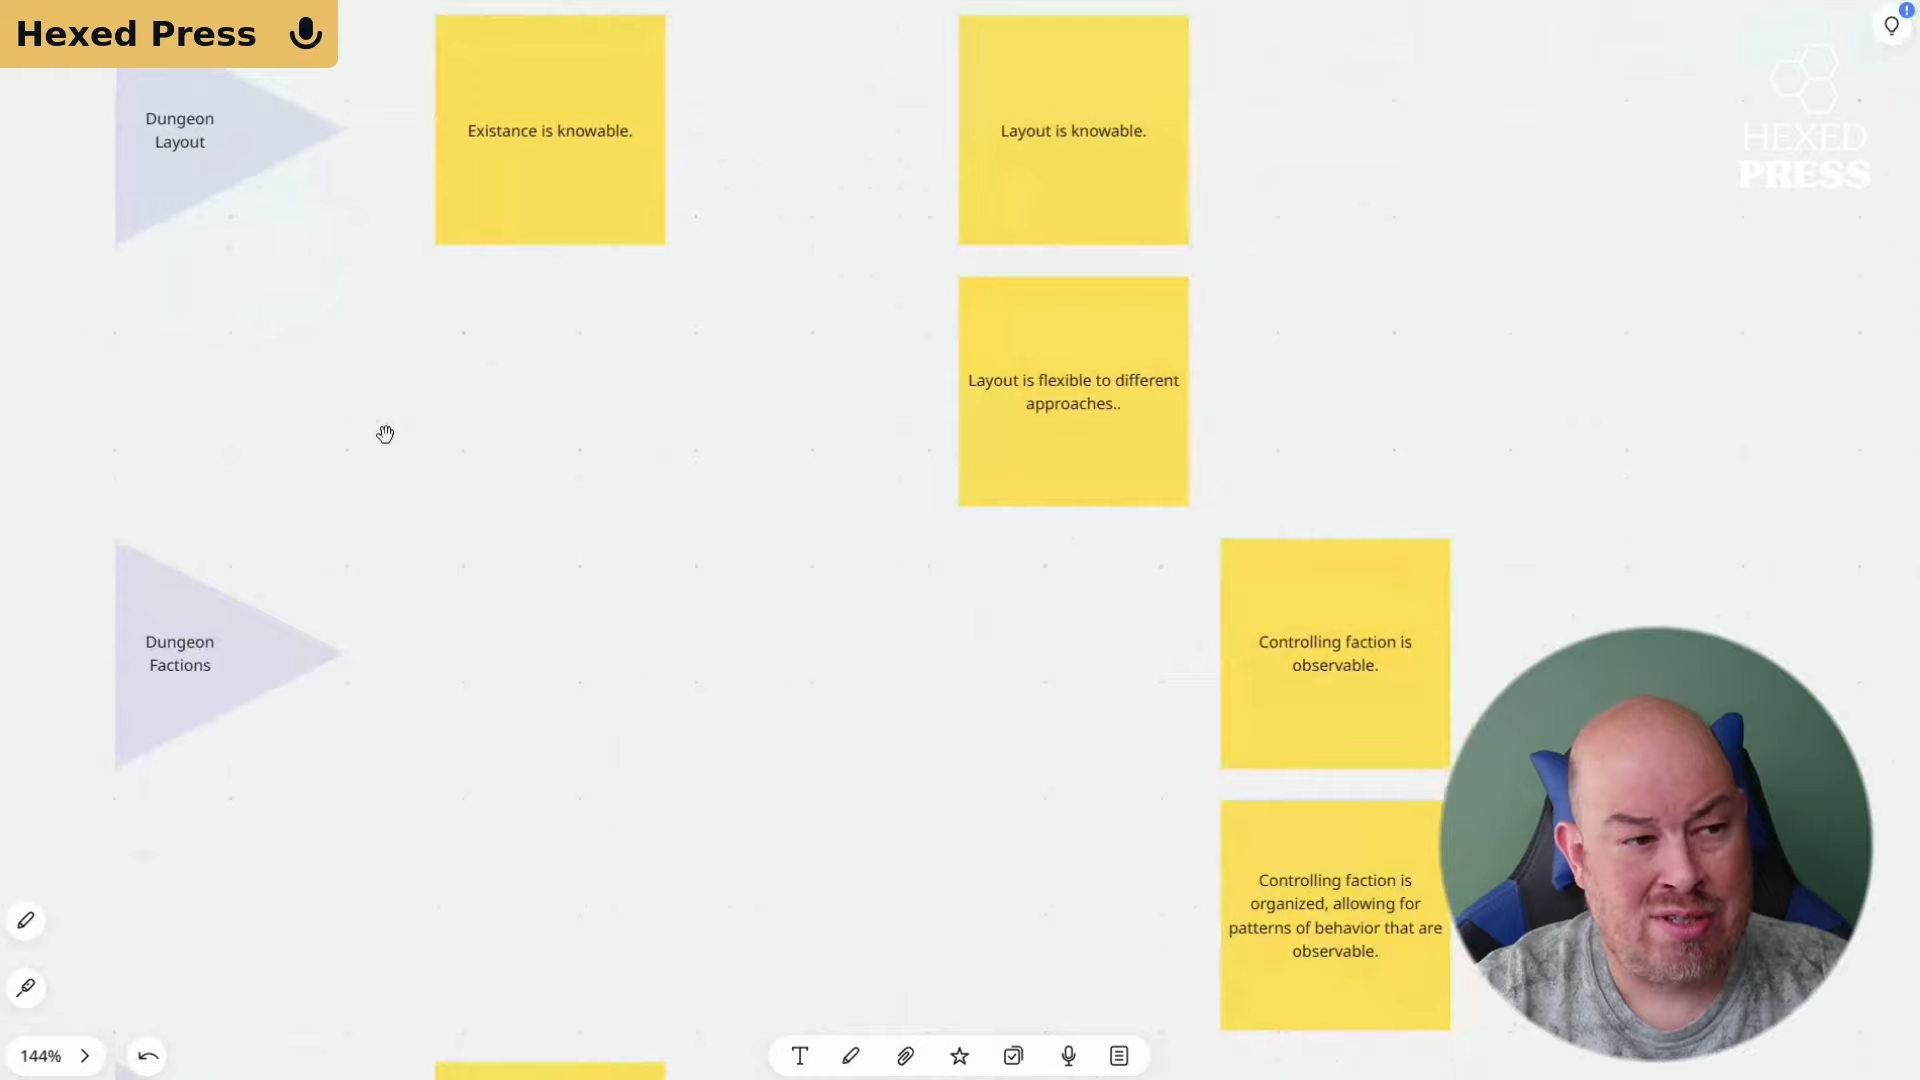 Hexed Press
Dungeon
Layout
Existance is knowable.
Layout is knowable.
HEXED
PRESS
Layout is flexible to different
approaches..
Dungeon
Factions
Controlling faction is
observable.
Controlling faction is
organized, allowing for
patterns of behavior that are
observable.
144%